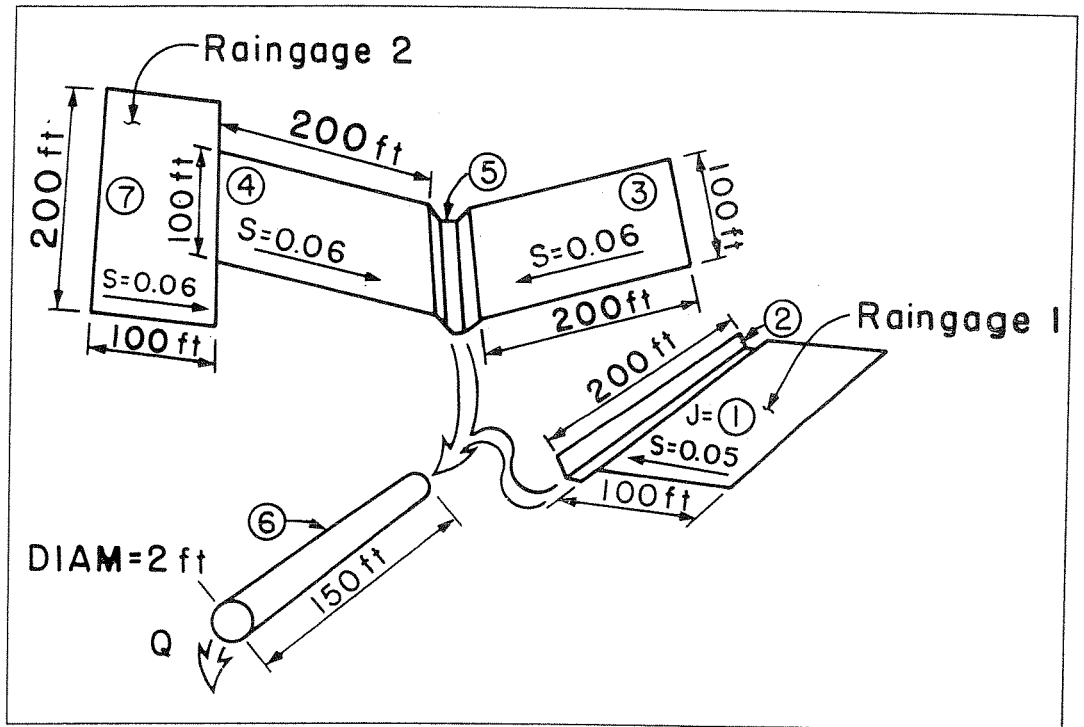 Raingage 2
200 ft
⑦
100 ft
④
200 ft
⑤
③
100 ft
S=0.06
S=0.06
S=0.06
100 ft
200 ft
②
Raingage 1
200 ft
J= ①
S=0.05
100 ft
⑥
DIAM=2 ft
150 ft
Q